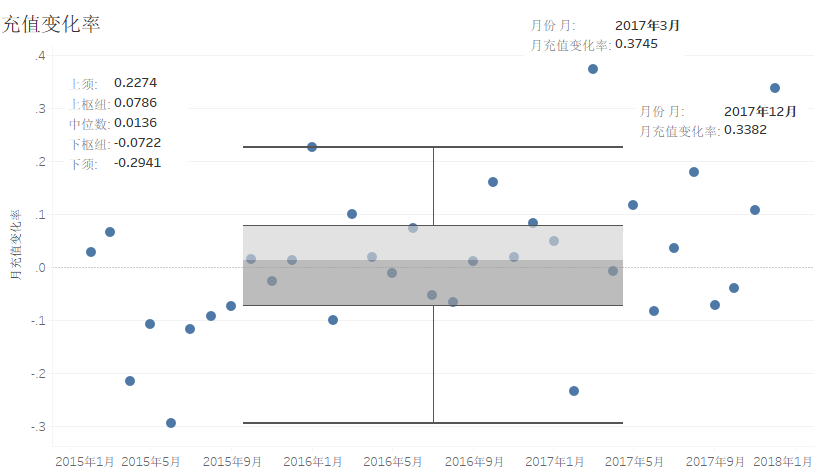 充值变化率
月份 月: 2017年3月
月充值变化率: 0.3745
上须: 0.2274
上枢纽: 0.0786
中位数: 0.0136
下枢纽: -0.0722
下须: -0.2941
月份 月: 2017年12月
月充值变化率: 0.3382
月充值变化率
.4
.3
.2
.1
.0
-.1
-.2
-.3
2015年1月 2015年5月 2015年9月 2016年1月 2016年5月 2016年9月 2017年1月 2017年5月 2017年9月 2018年1月